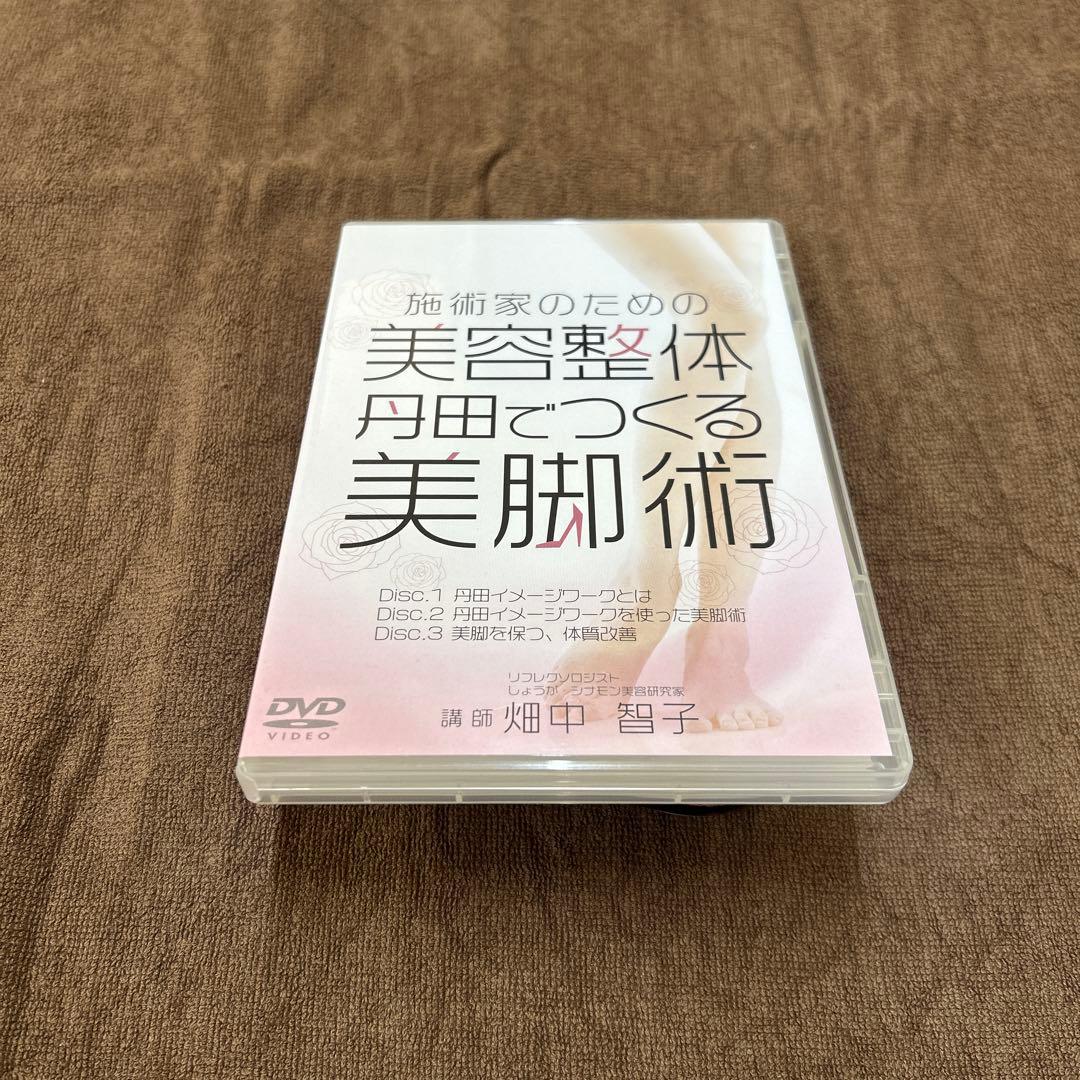 施術家のための
美容整体
丹田でつくる
美脚術
Disc.1 丹田イメージワークとは
Disc.2 丹田イメージワークを使った美脚術
Disc.3 美脚を保つ、体質改善
リフレクソロジスト
しょうが・シナモン美容研究家
講師 畑中 智子
DVD
VIDEO